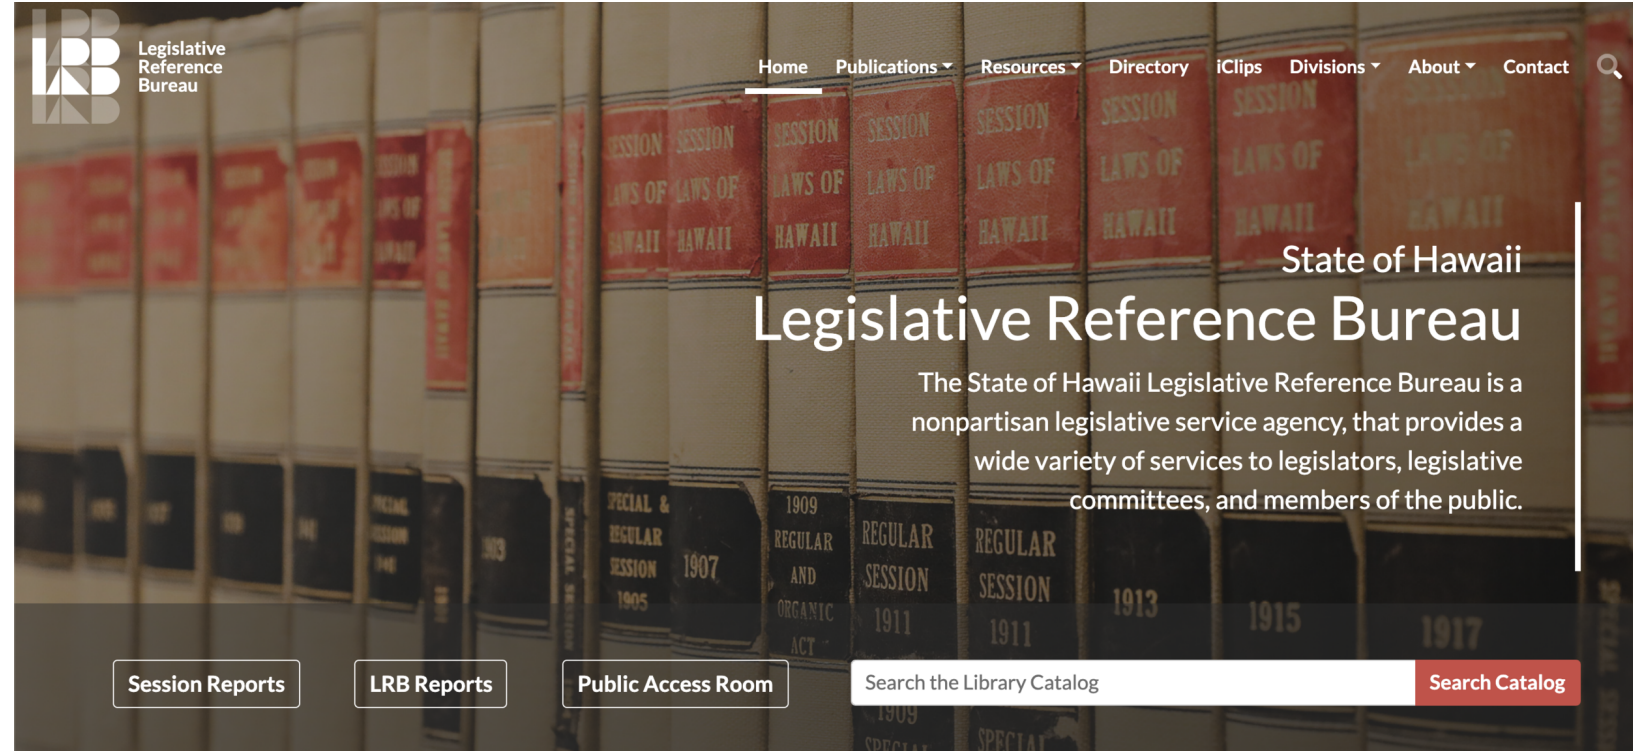 LRB
Legislative
Reference
Bureau
Home
Publications
Resources
Directory
iClips
Divisions
About
Contact
State of Hawaii
Legislative Reference Bureau
The State of Hawaii Legislative Reference Bureau is a
nonpartisan legislative service agency, that provides a
wide variety of services to legislators, legislative
committees, and members of the public.
SESSION
LAWS OF
HAWAII
SPECIAL &
REGULAR
SESSION
1905
SESSION
LAWS OF
HAWAII
1907
SESSION
LAWS OF
HAWAII
1909
REGULAR
AND
ORGANIC
ACT
SESSION
LAWS OF
HAWAII
REGULAR
SESSION
1911
SESSION
LAWS OF
HAWAII
REGULAR
SESSION
1911
SESSION
LAWS OF
HAWAII
1913
SESSION
LAWS OF
HAWAII
1915
SESSION
LAWS OF
HAWAII
1917
Session Reports
LRB Reports
Public Access Room
Search the Library Catalog
Search Catalog
1909
SPECIAL
SPECIAL